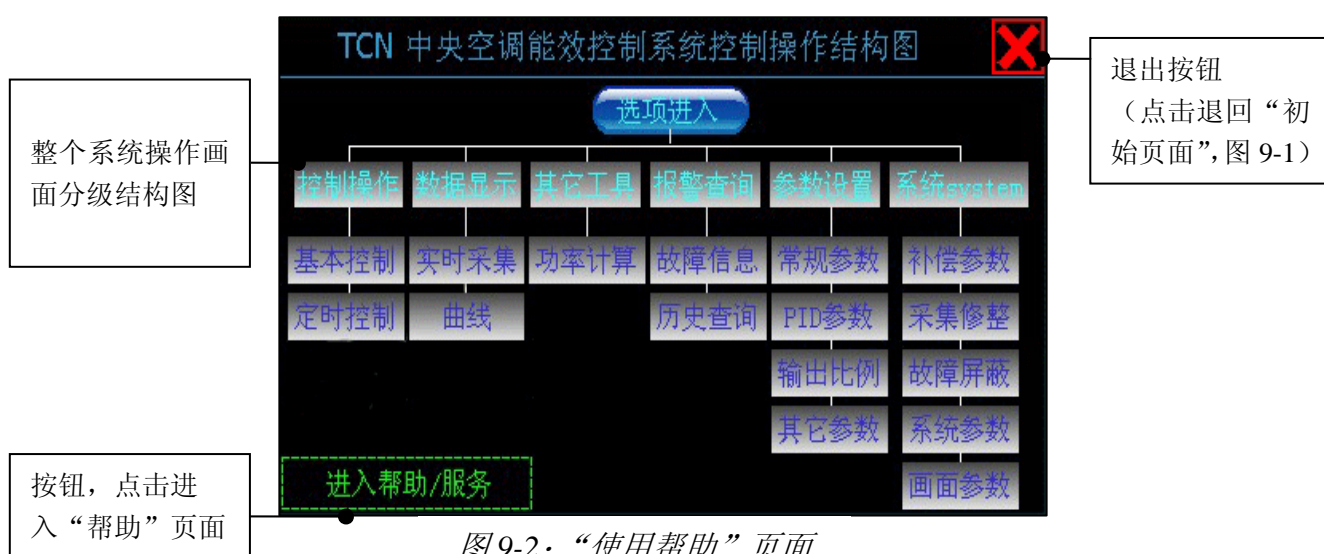 TCN 中央空调能效控制系统控制操作结构图
选项进入
控制操作 数据显示 其它工具 报警查询 参数设置 系统system
基本控制 实时采集 功率计算 故障信息 常规参数 补偿参数
定时控制 曲线 历史查询 PID参数 采集修整
输出比例 故障屏蔽
其它参数 系统参数
画面参数
进入帮助/服务
整个系统操作画
面分级结构图
退出按钮
(点击退回“初
始页面”,图 9-1)
按钮,点击进
入“帮助”页面
图 9-2:“使用帮助”页面